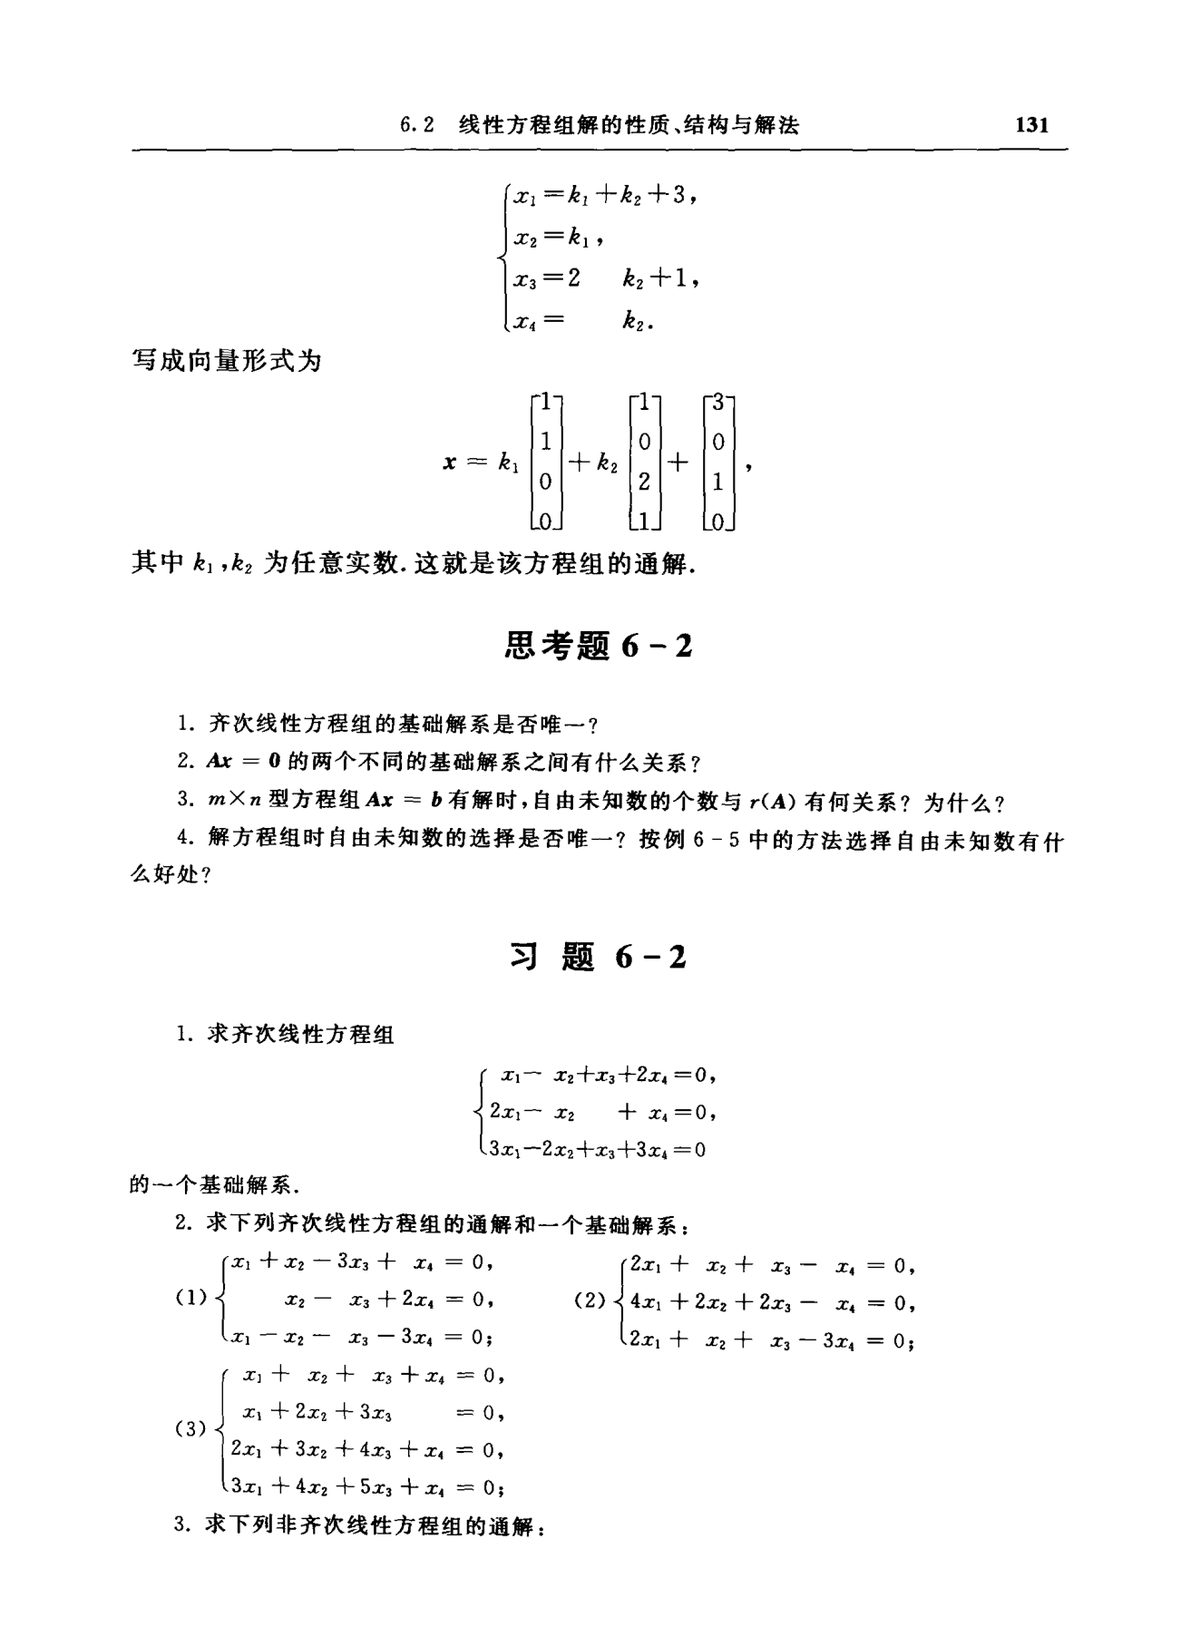 6.2 线性方程组解的性质、结构与解法 131
x₁=k₁+k₂+3,
x₂=k₁,
x₃=2 k₂+1,
x₄= k₂.
写成向量形式为
x = k₁ [1 1 0 0] + k₂ [1 0 2 1] + [3 0 1 0],
其中 k₁,k₂ 为任意实数.这就是该方程组的通解.
思考题 6-2
1. 齐次线性方程组的基础解系是否唯一?
2. Ax = 0 的两个不同的基础解系之间有什么关系?
3. m×n 型方程组 Ax = b 有解时,自由未知数的个数与 r(A) 有何关系? 为什么?
4. 解方程组时自由未知数的选择是否唯一? 按例 6-5 中的方法选择自由未知数有什
么好处?
习 题 6-2
1. 求齐次线性方程组
x₁- x₂+x₃+2x₄=0,
2x₁- x₂ + x₄=0,
3x₁-2x₂+x₃+3x₄=0
的一个基础解系.
2. 求下列齐次线性方程组的通解和一个基础解系:
(1) x₁ + x₂ - 3x₃ + x₄ = 0,
x₂ - x₃ + 2x₄ = 0,
x₁ - x₂ - x₃ - 3x₄ = 0;
(2) 2x₁ + x₂ + x₃ - x₄ = 0,
4x₁ + 2x₂ + 2x₃ - x₄ = 0,
2x₁ + x₂ + x₃ - 3x₄ = 0;
(3) x₁ + x₂ + x₃ + x₄ = 0,
x₁ + 2x₂ + 3x₃ = 0,
2x₁ + 3x₂ + 4x₃ + x₄ = 0,
3x₁ + 4x₂ + 5x₃ + x₄ = 0;
3. 求下列非齐次线性方程组的通解: